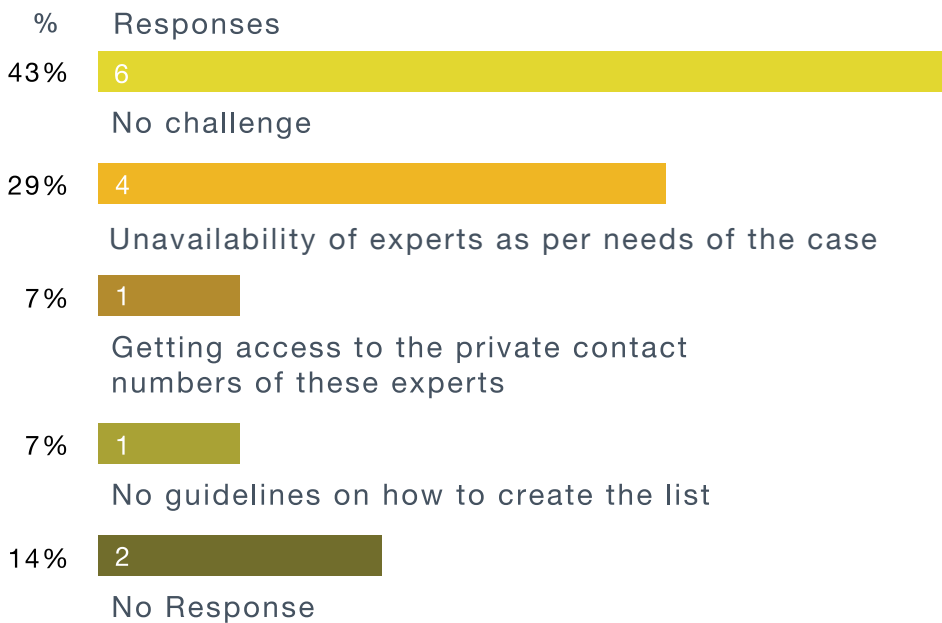 % Responses
43% 6
No challenge
29% 4
Unavailability of experts as per needs of the case
7% 1
Getting access to the private contact
numbers of these experts
7% 1
No guidelines on how to create the list
14% 2
No Response